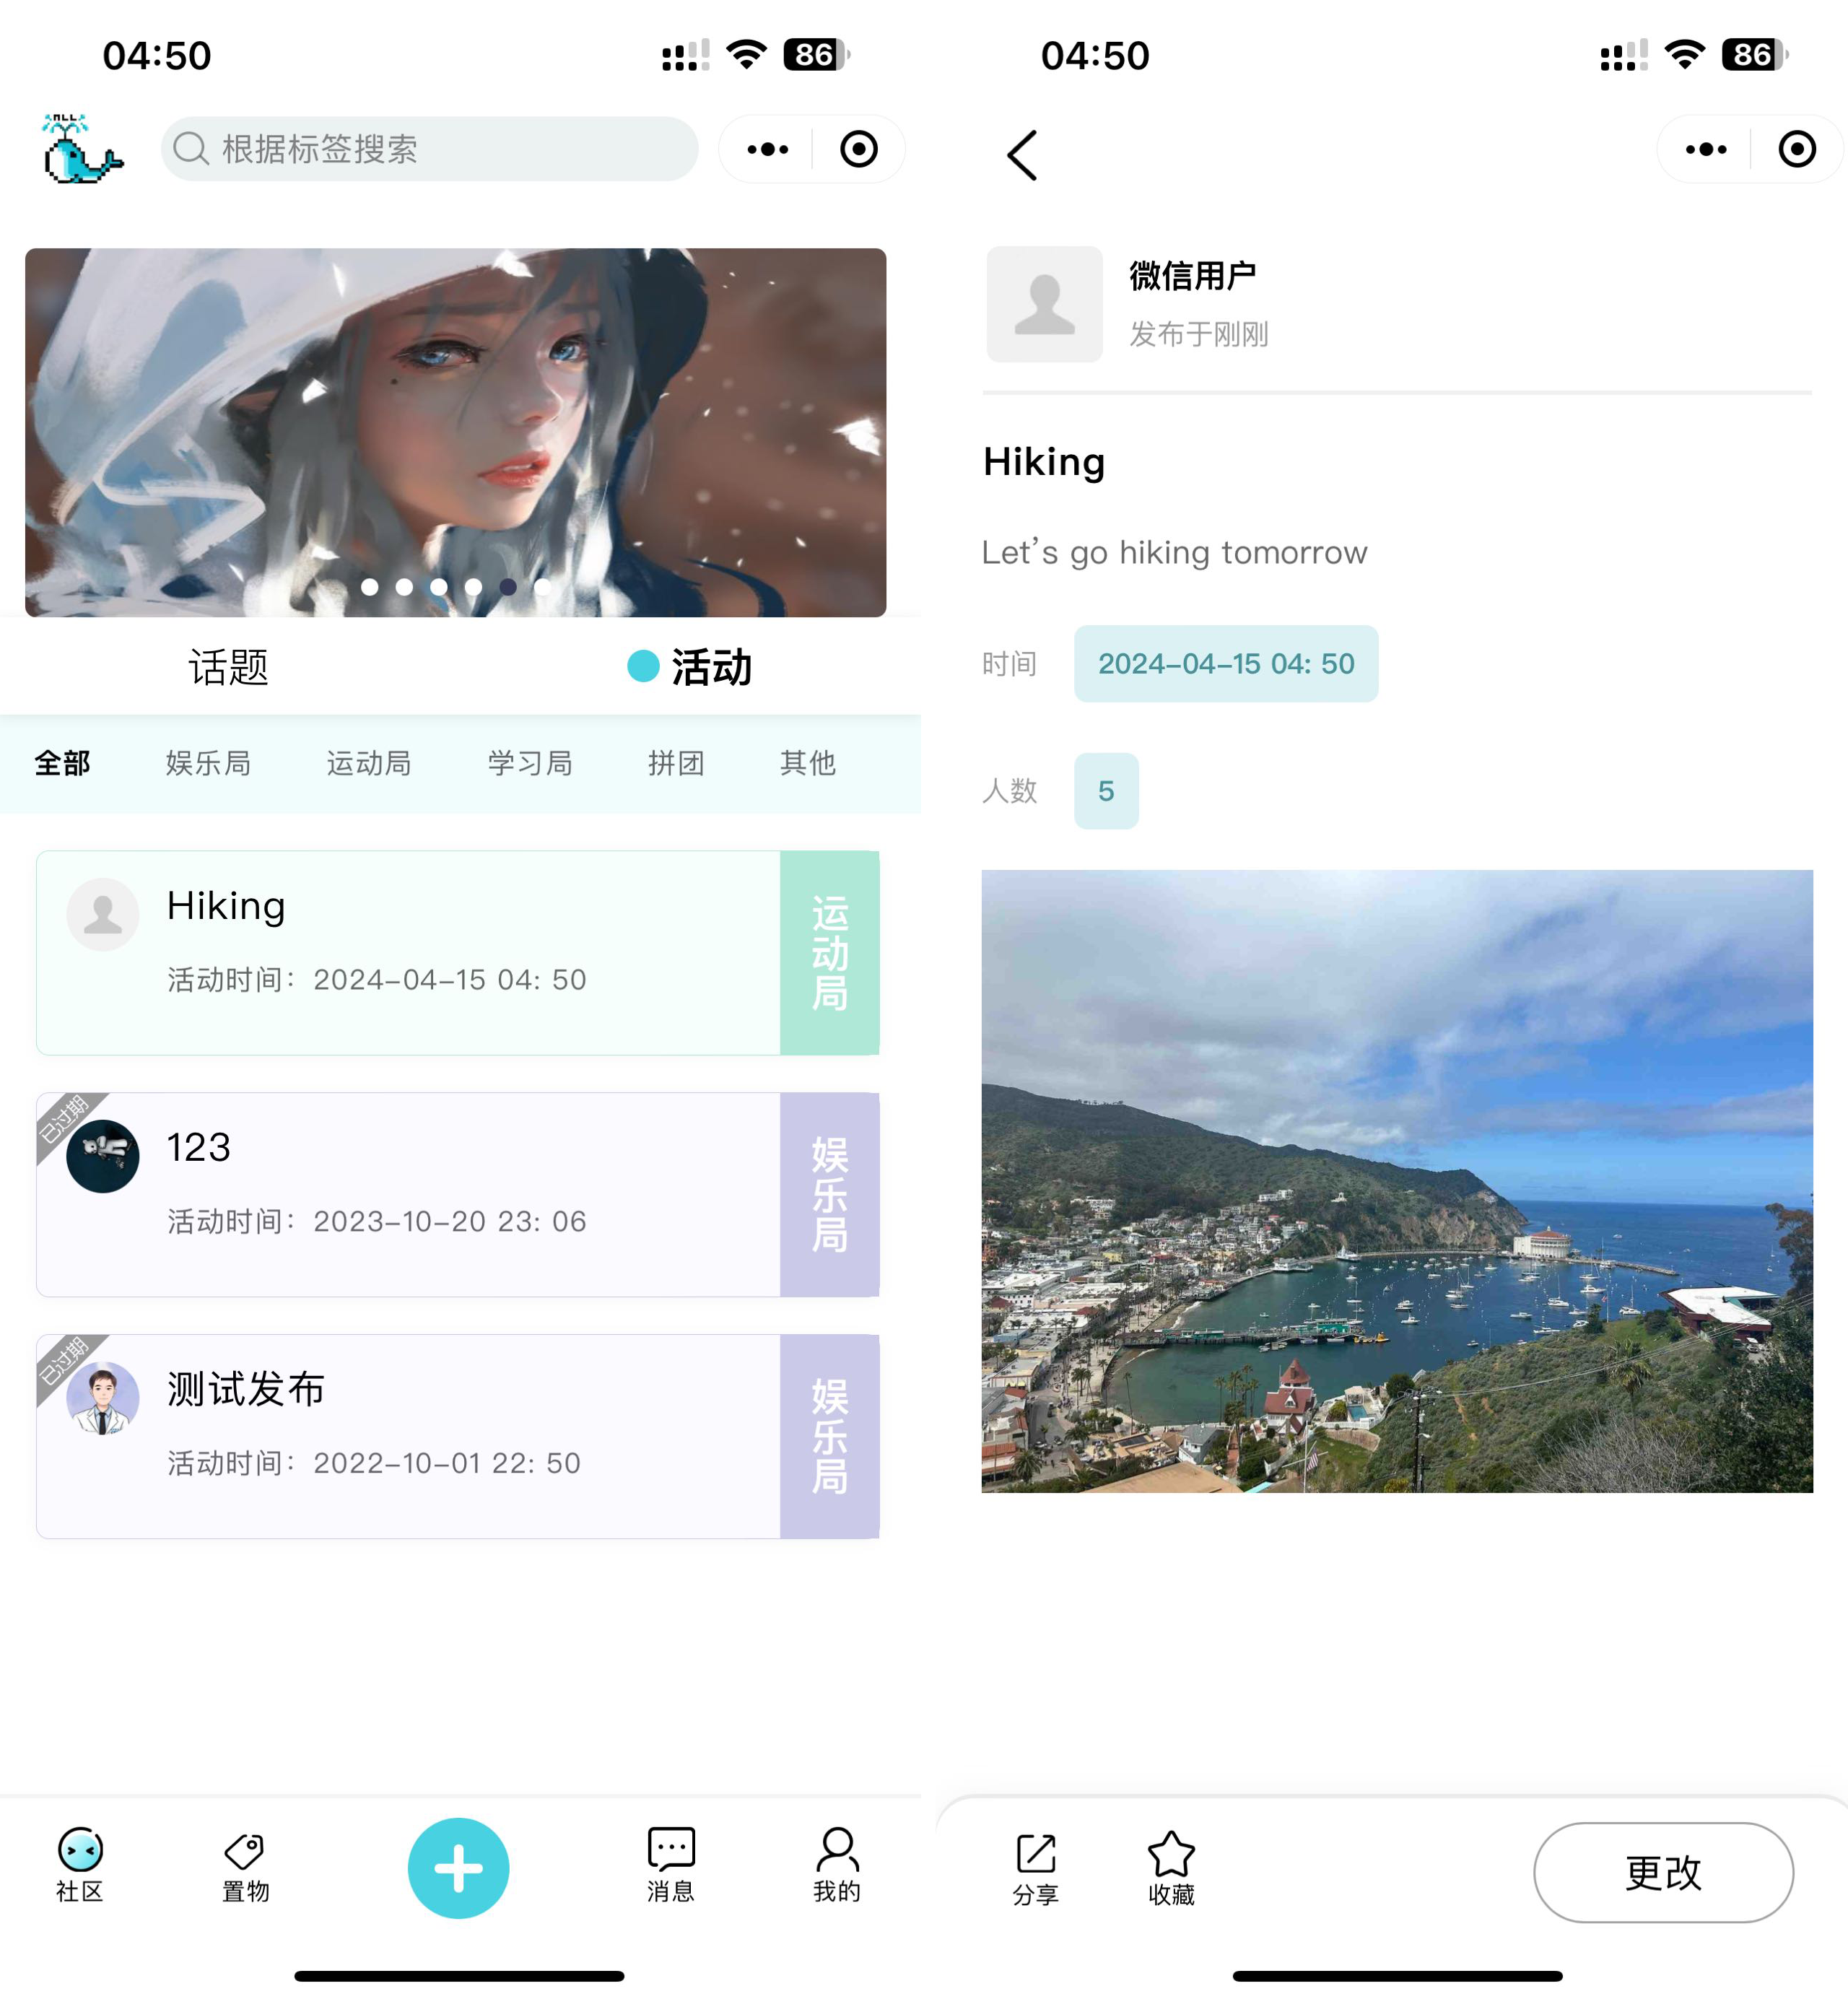 04:50
86
ALL
根据标签搜索
话题
活动
全部
娱乐局
运动局
学习局
拼团
其他
Hiking
活动时间：2024-04-15 04: 50
运动局
已过期
123
活动时间：2023-10-20 23: 06
娱乐局
已过期
测试发布
活动时间：2022-10-01 22: 50
娱乐局
社区
置物
消息
我的
04:50
86
微信用户
发布于刚刚
Hiking
Let's go hiking tomorrow
时间
2024-04-15 04: 50
人数
5
分享
收藏
更改